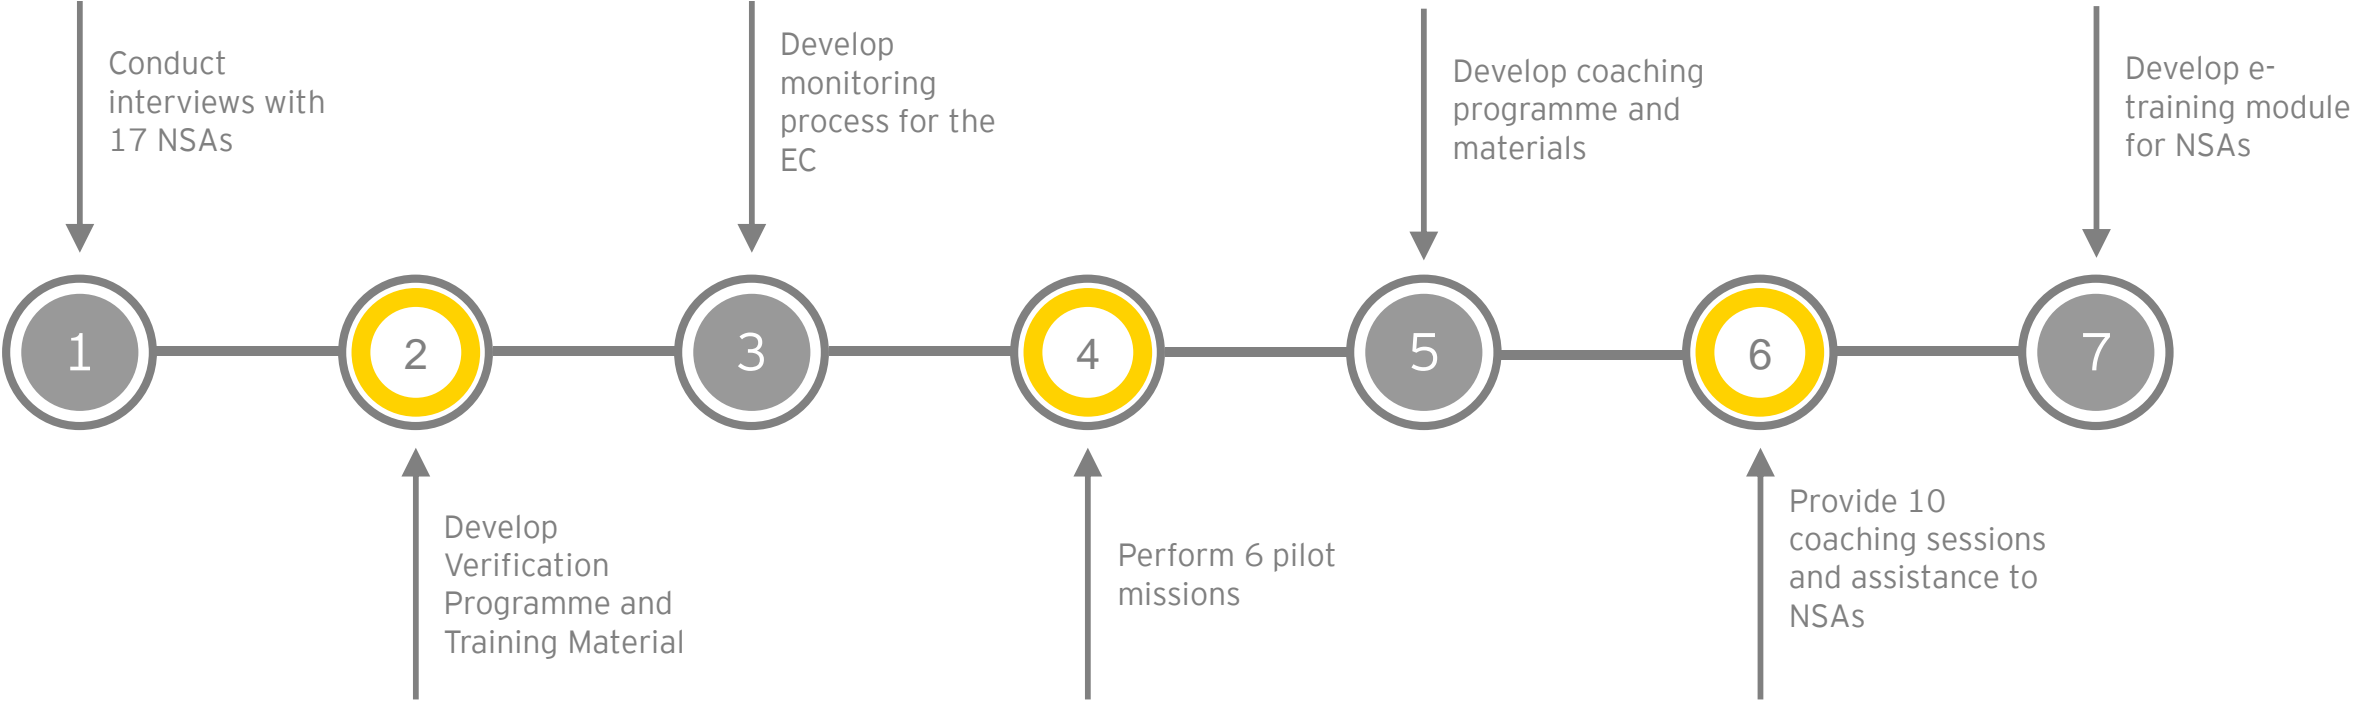 Conduct
interviews with
17 NSAs
Develop
monitoring
process for the
EC
Develop coaching
programme and
materials
Develop e-
training module
for NSAs
1
2
3
4
5
6
7
Develop
Verification
Programme and
Training Material
Perform 6 pilot
missions
Provide 10
coaching sessions
and assistance to
NSAs